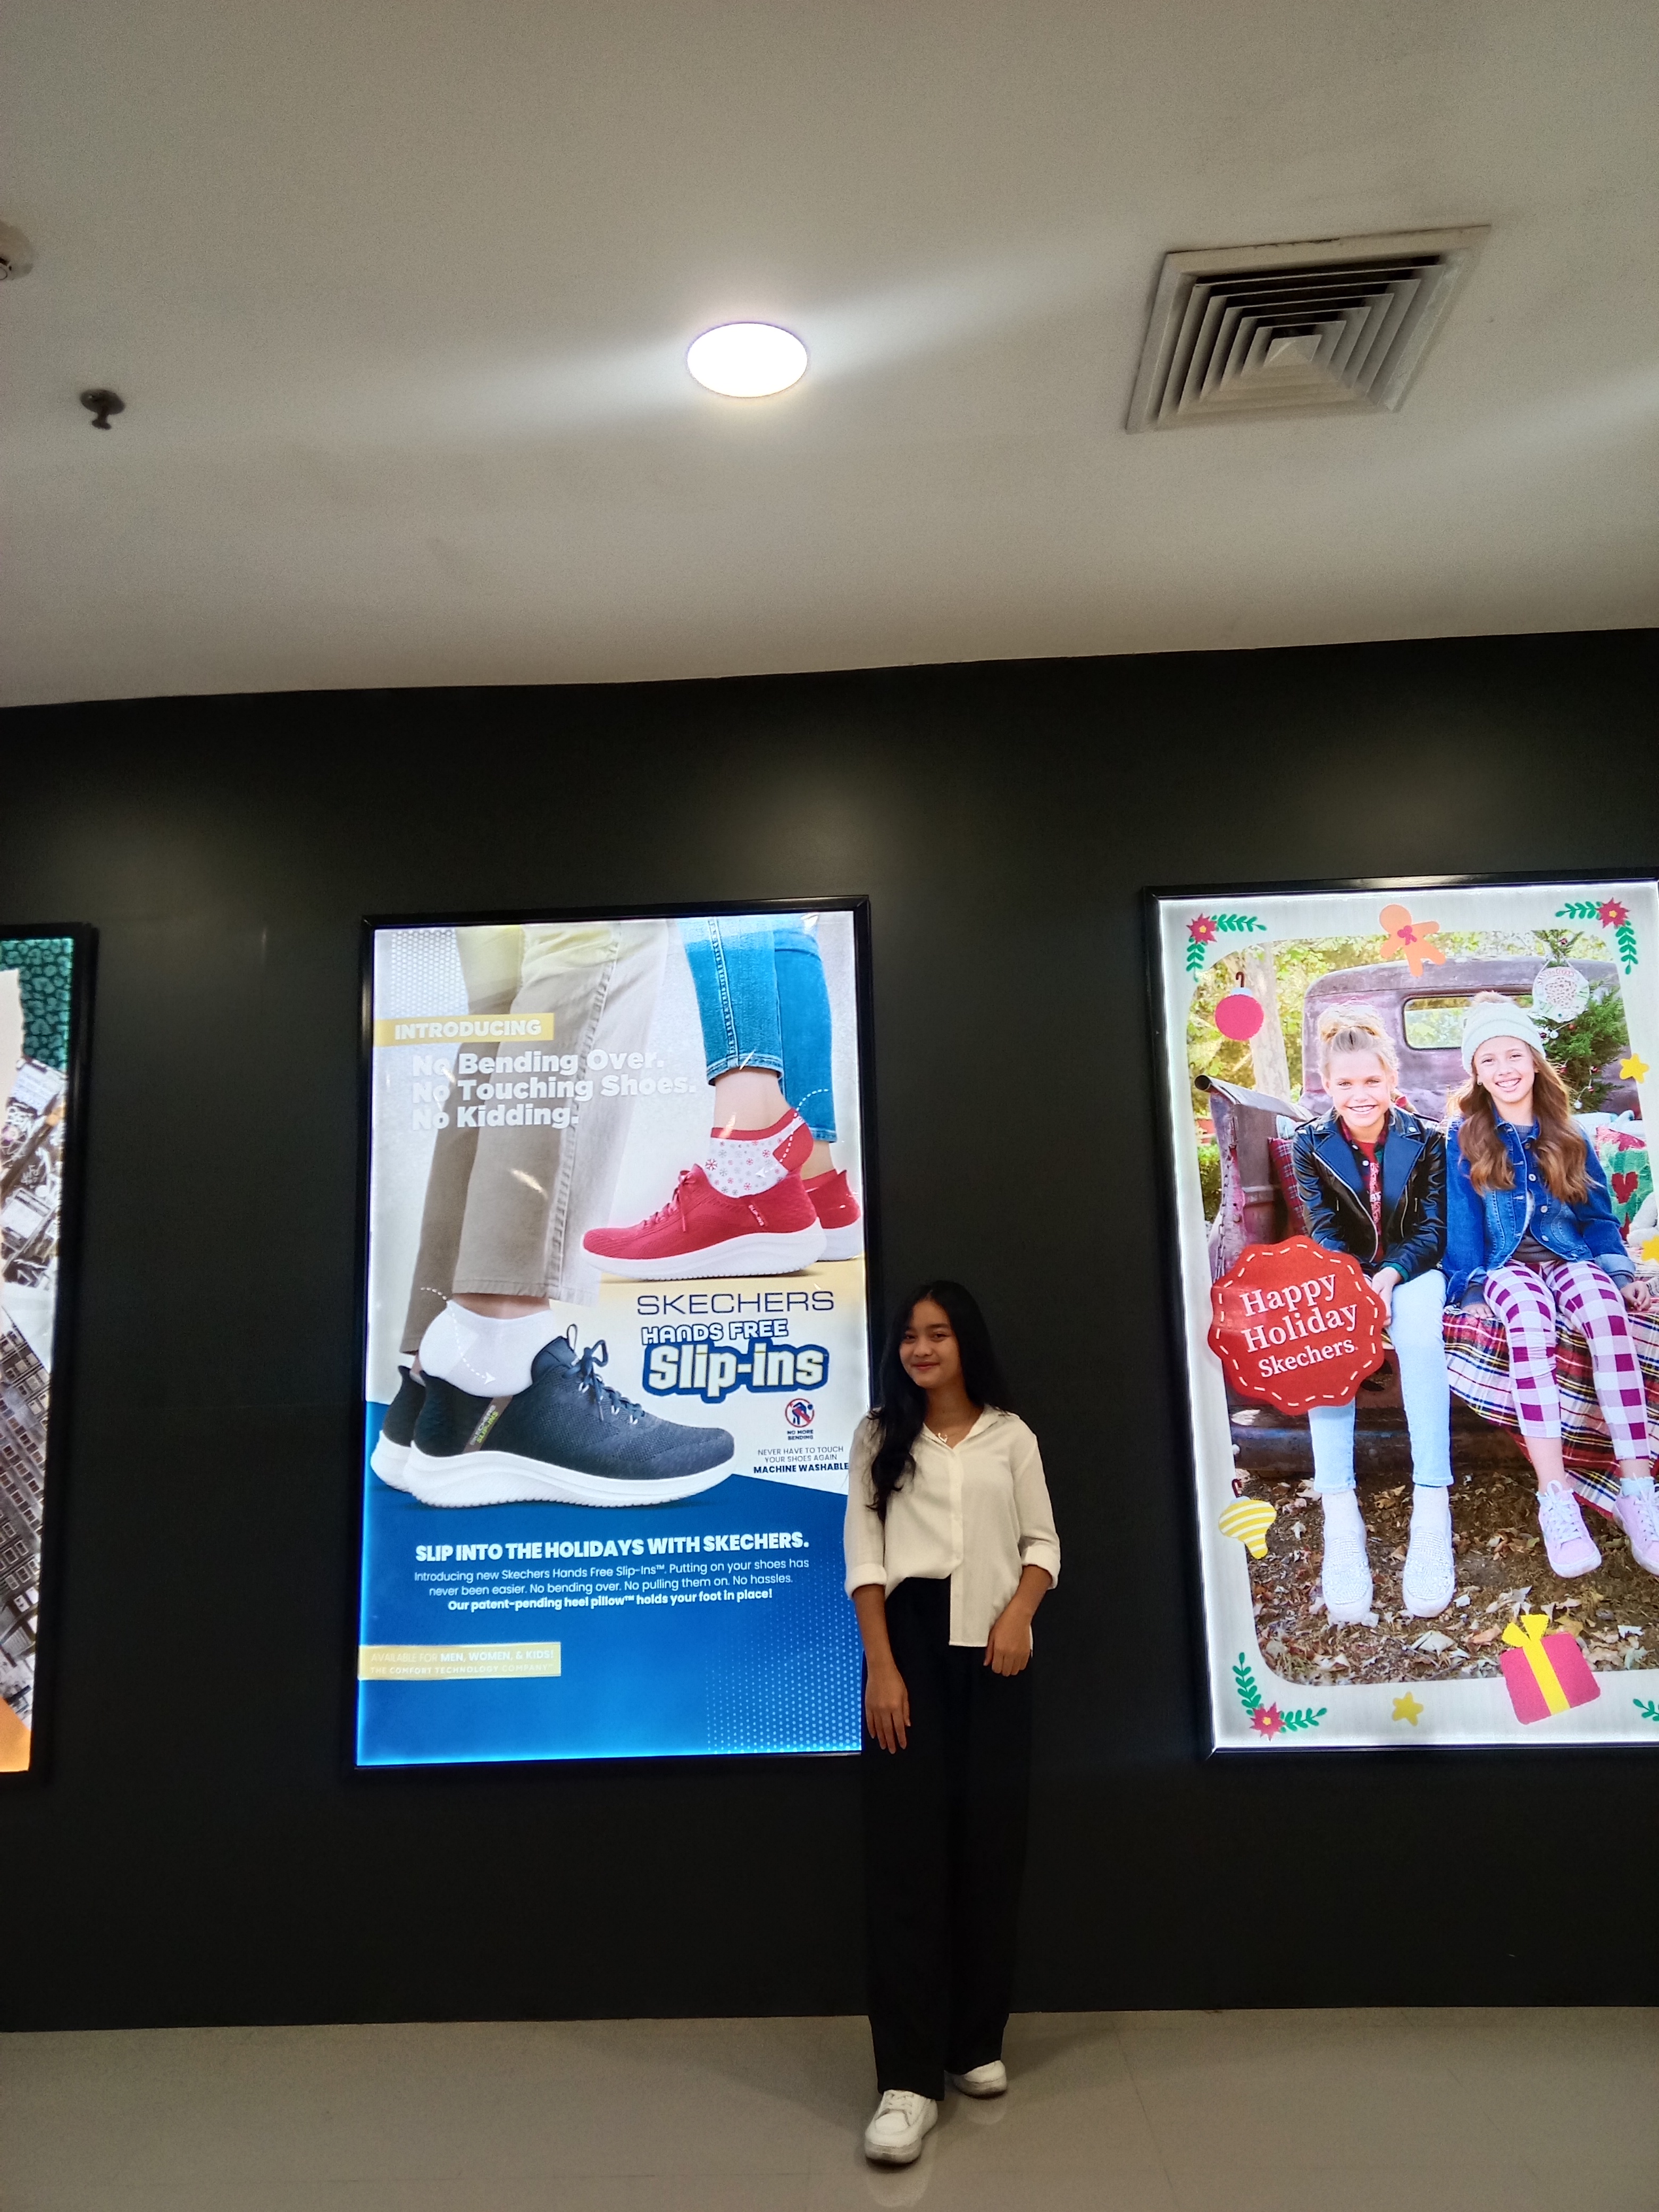 INTRODUCING
No Bending Over.
No Touching Shoes.
No Kidding.
SKECHERS
HANDS FREE
Slip-ins
NO MORE
BENDING
NEVER HAVE TO TOUCH
YOUR SHOES AGAIN
MACHINE WASHABLE
SLIP INTO THE HOLIDAYS WITH SKECHERS.
Introducing new Skechers Hands Free Slip-Ins™. Putting on your shoes has
never been easier. No bending over. No pulling them on. No hassles.
Our patent-pending heel pillow™ holds your foot in place!
AVAILABLE FOR MEN, WOMEN, & KIDS!
THE COMFORT TECHNOLOGY COMPANY™
Happy
Holiday
Skechers.